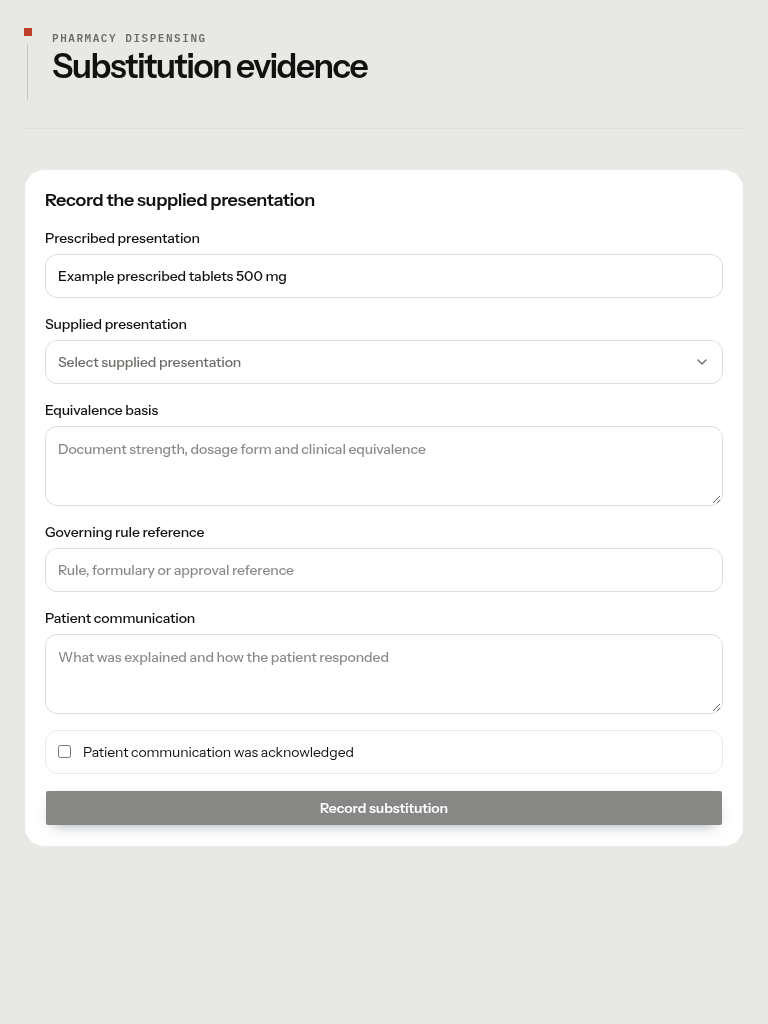 PHARMACY DISPENSING
Substitution evidence
Record the supplied presentation
Prescribed presentation
Example prescribed tablets 500 mg
Supplied presentation
Select supplied presentation
Equivalence basis
Document strength, dosage form and clinical equivalence
Governing rule reference
Rule, formulary or approval reference
Patient communication
What was explained and how the patient responded
Patient communication was acknowledged
Record substitution